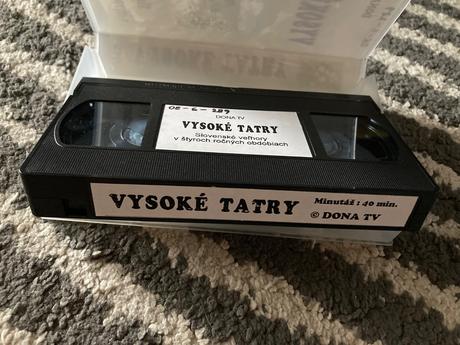 DONA TV
VYSOKÉ TATRY
Slovenské veľhory
v štyroch ročných obdobiach
VYSOKÉ TATRY
Minutáž : 40 min.
© DONA TV